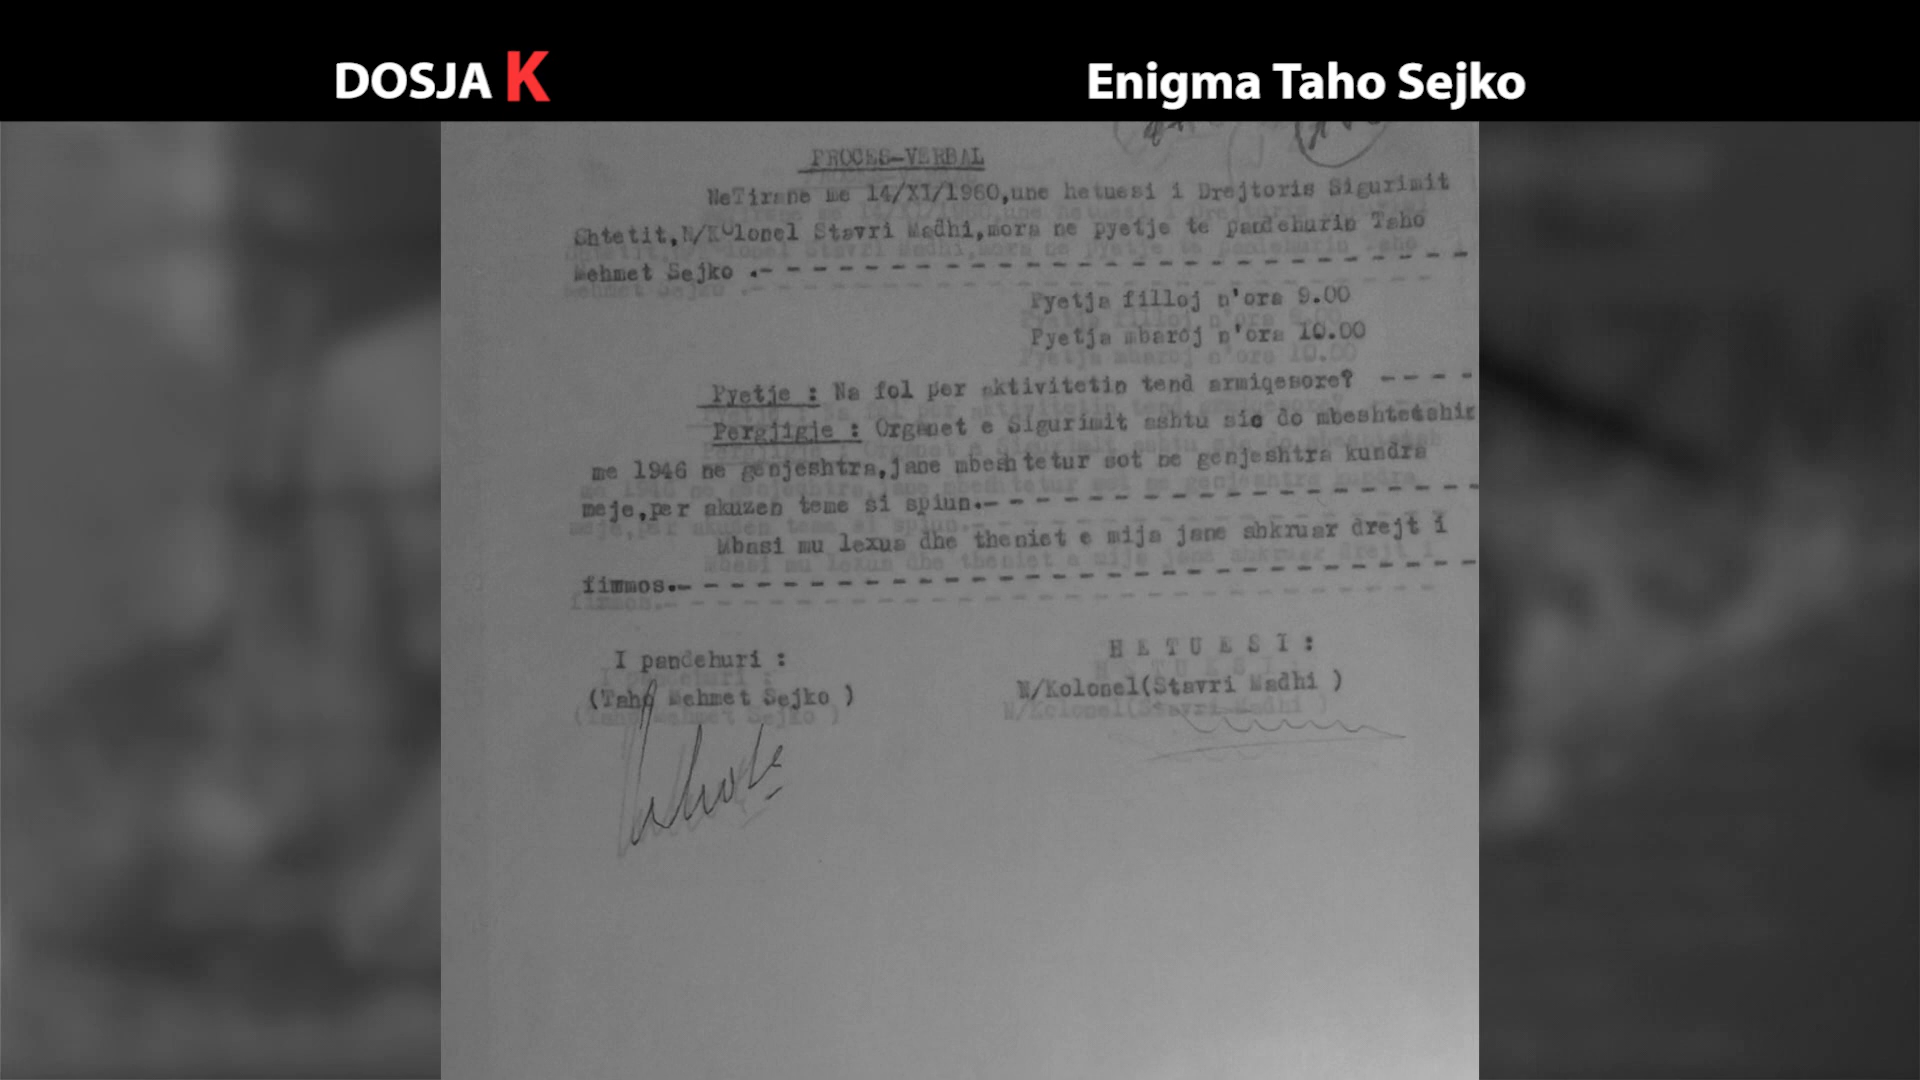 DOSJA K
Enigma Taho Sejko
PROCES-VERBAL
NeTirane me 14/XI/1960,une hetuesi i Drejtoris Sigurimit
Shtetit,N/Kolonel Stavri Madhi,mora ne pyetje te pandehurin Taho
Mehmet Sejko .- - - - - - - - - - - - - - - - - - - - - - - - - -
Pyetja filloj n'ora 9.00
Pyetja mbaroj n'ora 10.00
Pyetje : Na fol per aktivitetin tend armiqesore? - - - -
Pergjigje : Organet e Sigurimit ashtu sic do mbeshteteshin
me 1946 ne genjeshtra,jane mbeshtetur sot ne genjeshtra kundra
meje,per akuzen teme si spiun.- - - - - - - - - - - - - - - - - -
Mbasi mu lexua dhe theniet e mija jane shkruar drejt i
firmos.- - - - - - - - - - - - - - - - - - - - - - - - - - - - -
I pandehuri :
H E T U E S I :
(Taho Mehmet Sejko )
N/Kolonel(Stavri Madhi )